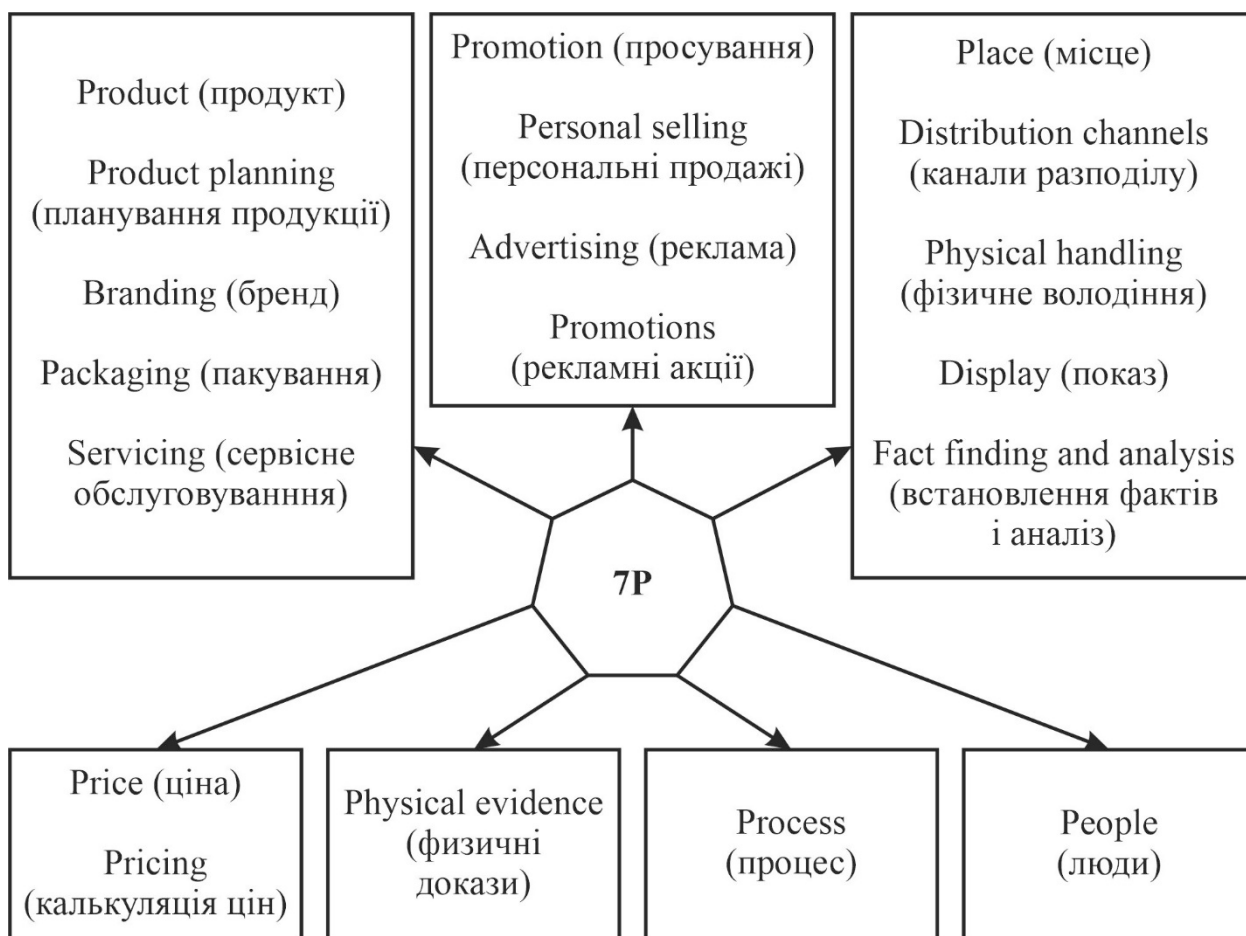 Product (продукт)
Product planning
(планування продукції)
Branding (бренд)
Packaging (пакування)
Servicing (сервісне
обслуговуванння)
Promotion (просування)
Personal selling
(персональні продажі)
Advertising (реклама)
Promotions
(рекламні акції)
Place (місце)
Distribution channels
(канали разподілу)
Physical handling
(фізичне володіння)
Display (показ)
Fact finding and analysis
(встановлення фактів
і аналіз)
7P
Price (ціна)
Pricing
(калькуляція цін)
Physical evidence
(физичні
докази)
Process
(процес)
People
(люди)